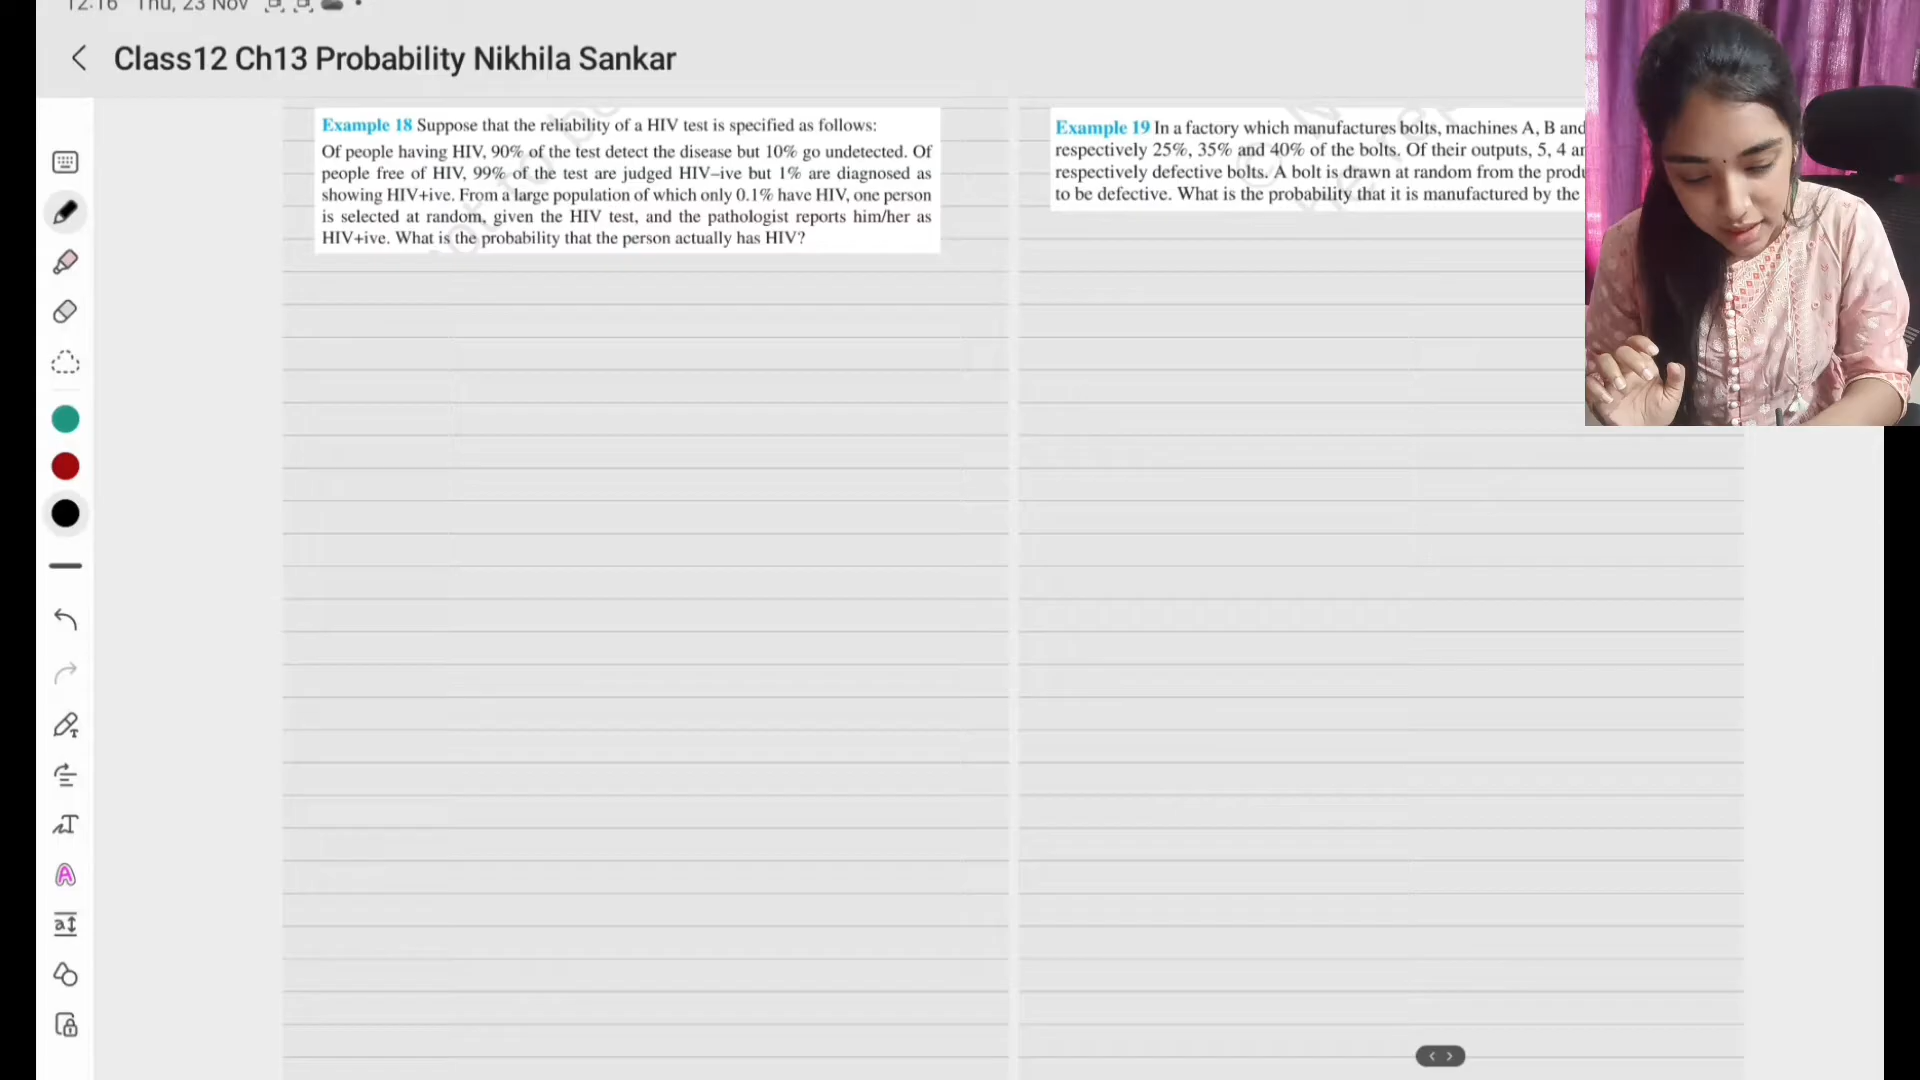 12:16 Thu, 23 Nov
Class12 Ch13 Probability Nikhila Sankar
Example 18 Suppose that the reliability of a HIV test is specified as follows:
Of people having HIV, 90% of the test detect the disease but 10% go undetected. Of
people free of HIV, 99% of the test are judged HIV–ive but 1% are diagnosed as
showing HIV+ive. From a large population of which only 0.1% have HIV, one person
is selected at random, given the HIV test, and the pathologist reports him/her as
HIV+ive. What is the probability that the person actually has HIV?
Example 19 In a factory which manufactures bolts, machines A, B and
respectively 25%, 35% and 40% of the bolts. Of their outputs, 5, 4
respectively defective bolts. A bolt is drawn at random from the
to be defective. What is the probability that it is manufactured by the